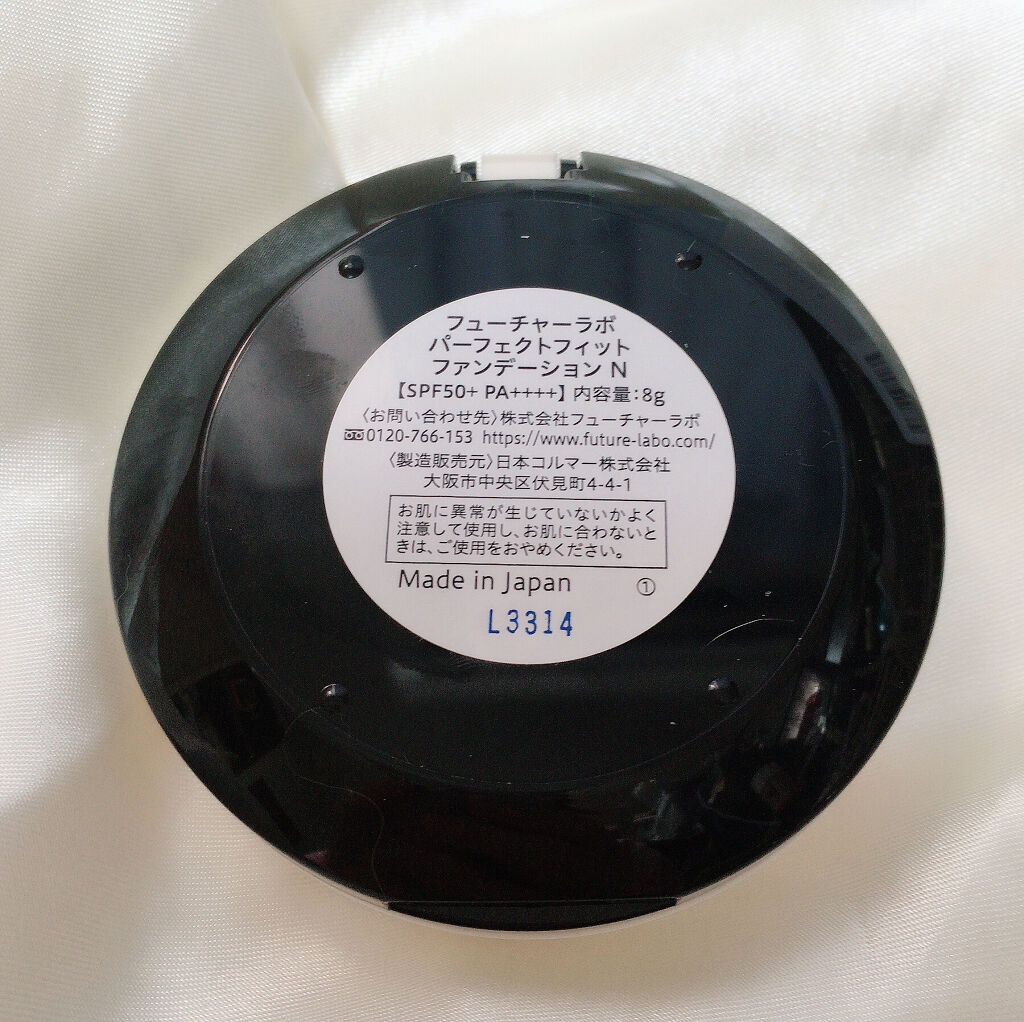 フューチャーラボ
パーフェクトフィット
ファンデーション N
【SPF50+ PA++++】内容量：8g
〈お問い合わせ先〉株式会社フューチャーラボ
0120-766-153 https://www.future-labo.com/
〈製造販売元〉日本コルマー株式会社
大阪市中央区伏見町4-4-1
お肌に異常が生じていないかよく
注意して使用し、お肌に合わないと
きは、ご使用をおやめください。
Made in Japan ①
L3314